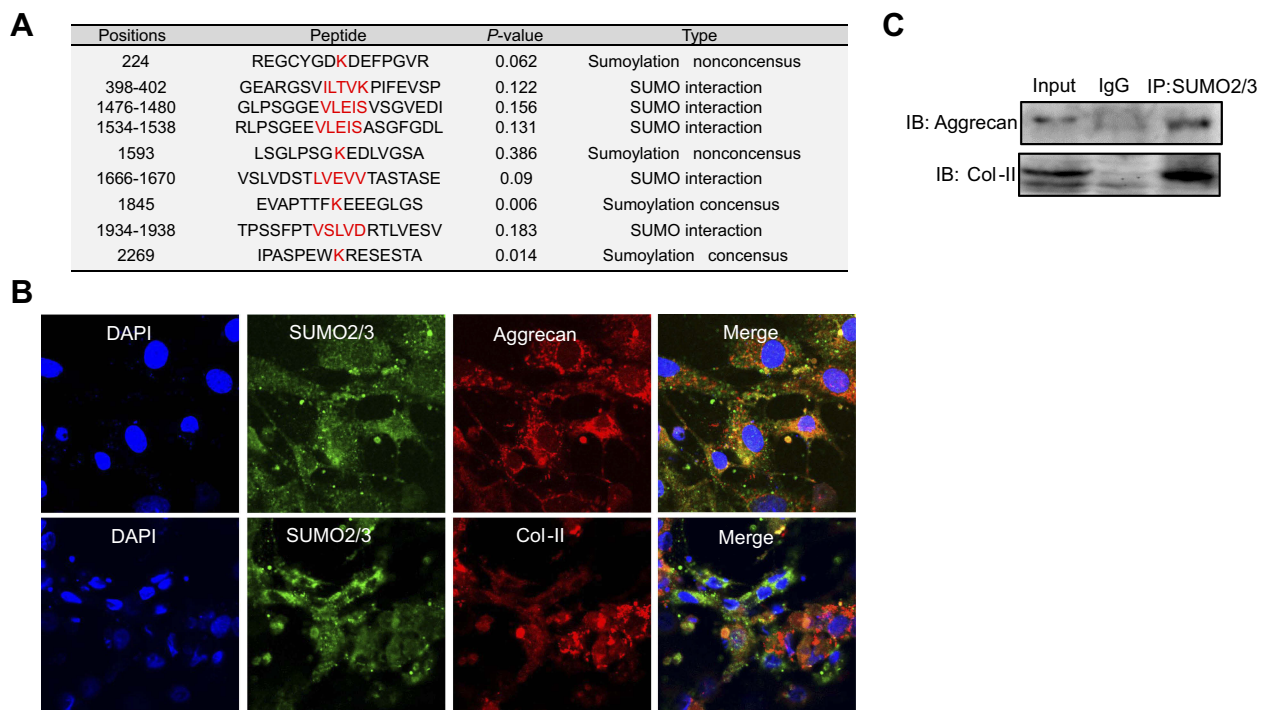 A
Positions Peptide P-value Type
224 REGCYGDKDEFPGVR 0.062 Sumoylation nonconcensus
398-402 GEARGSVILTVKPIFEVSP 0.122 SUMO interaction
1476-1480 GLPSGGEVLEISVSGVEDI 0.156 SUMO interaction
1534-1538 RLPSGEEVLEISASGFGDL 0.131 SUMO interaction
1593 LSGLPSGKEDLVGSA 0.386 Sumoylation nonconcensus
1666-1670 VSLVDSTLVEVVTASTASE 0.09 SUMO interaction
1845 EVAPTTFKEEEGLGS 0.006 Sumoylation concensus
1934-1938 TPSSFPTVSLVDRTLVESV 0.183 SUMO interaction
2269 IPASPEWKRESESTA 0.014 Sumoylation concensus
B
DAPI SUMO2/3 Aggrecan Merge
DAPI SUMO2/3 Col-II Merge
C
Input IgG IP:SUMO2/3
IB: Aggrecan
IB: Col-II